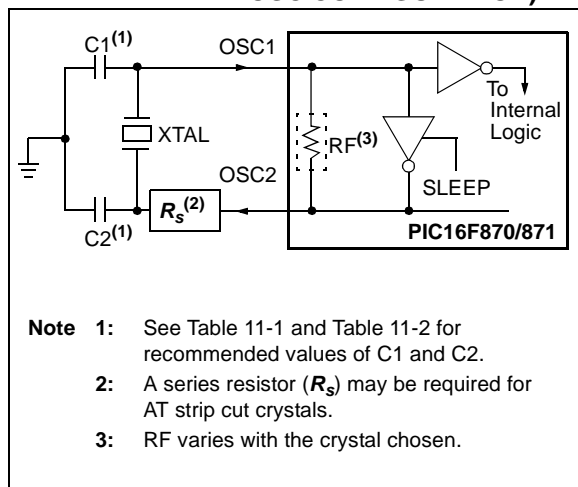 C1(1)
OSC1
To
Internal
Logic
XTAL
RF(3)
OSC2
SLEEP
Rs(2)
C2(1)
PIC16F870/871
Note 1: See Table 11-1 and Table 11-2 for
recommended values of C1 and C2.
2: A series resistor (Rs) may be required for
AT strip cut crystals.
3: RF varies with the crystal chosen.